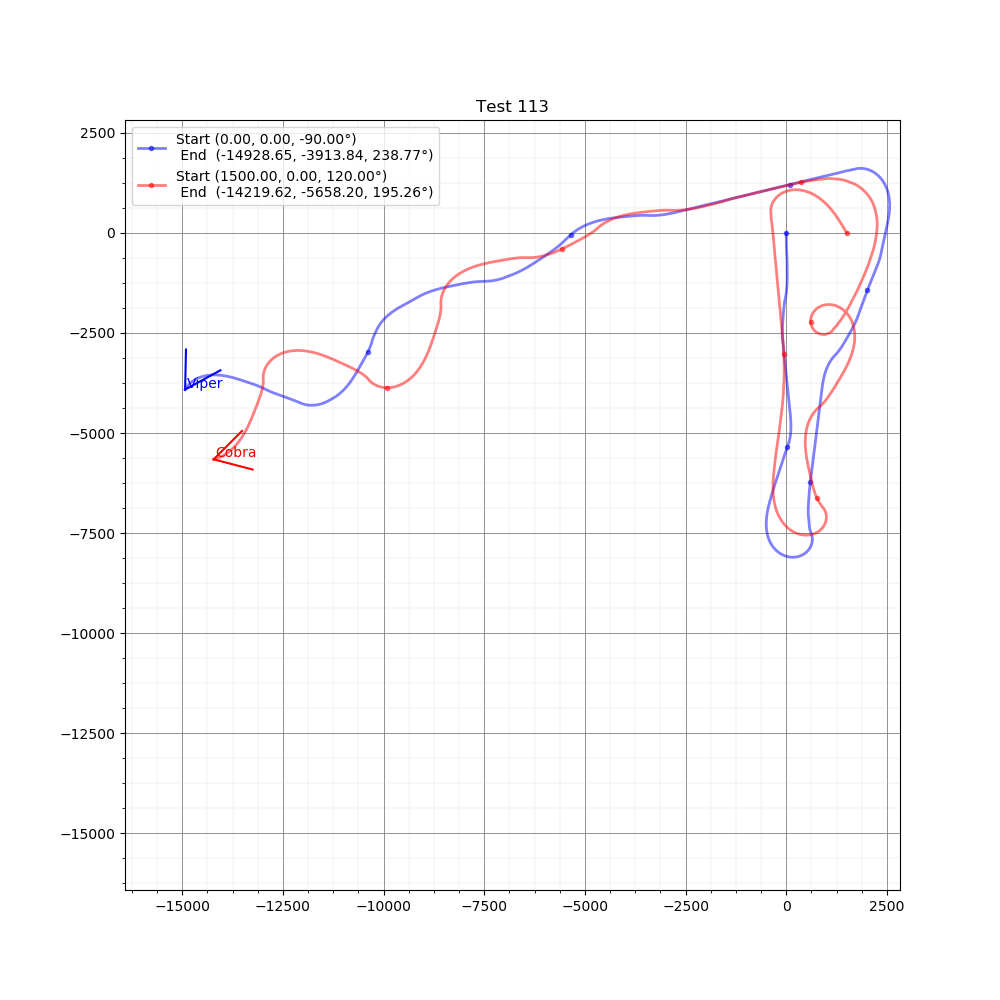 Test 113
Start (0.00, 0.00, -90.00°)
End (-14928.65, -3913.84, 238.77°)
Start (1500.00, 0.00, 120.00°)
End (-14219.62, -5658.20, 195.26°)
2500
0
−2500
−5000
−7500
−10000
−12500
−15000
Viper
Cobra
−15000 −12500 −10000 −7500 −5000 −2500 0 2500